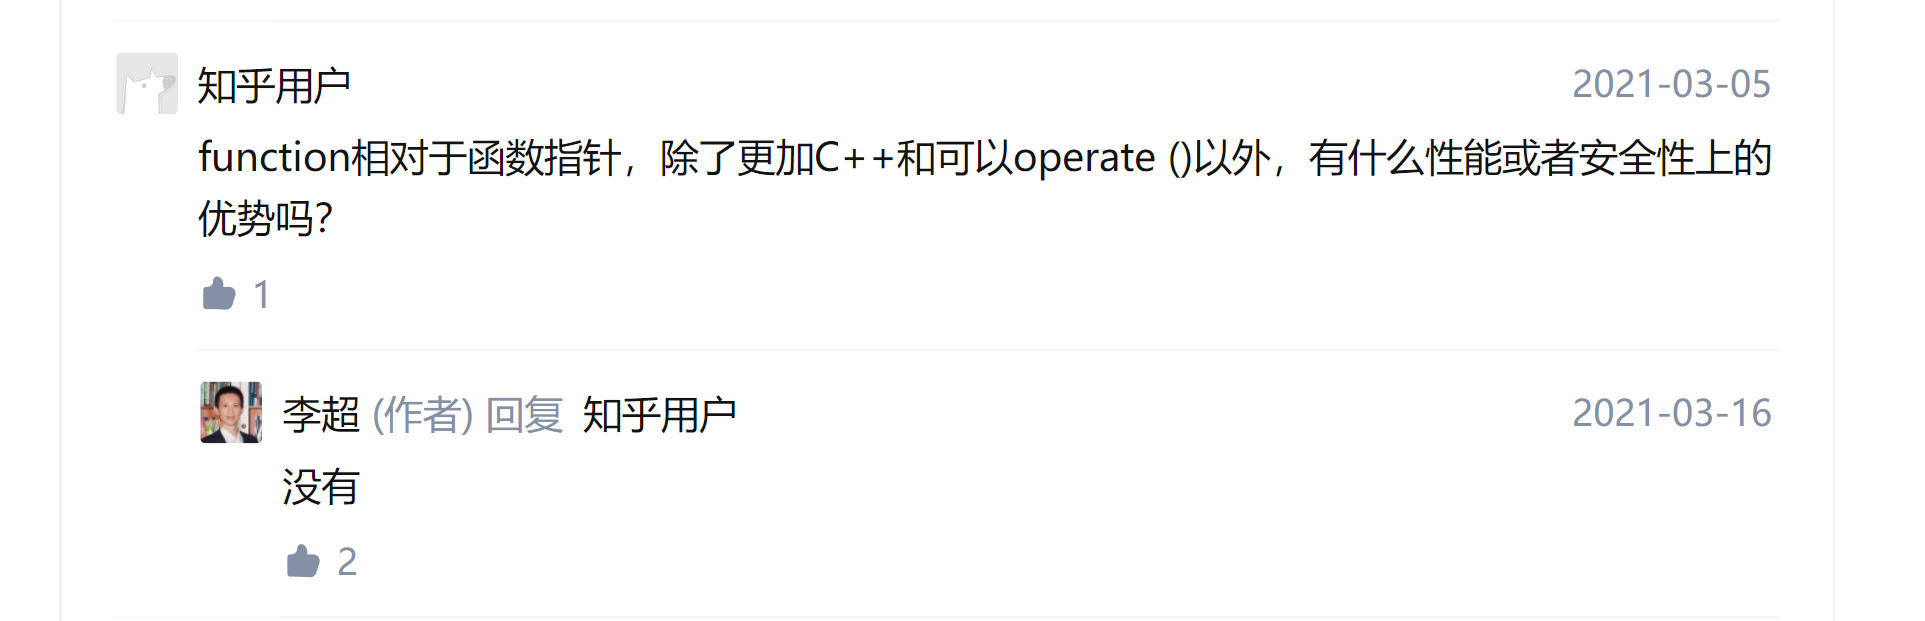 知乎用户
2021-03-05
function相对于函数指针，除了更加C++和可以operate ()以外，有什么性能或者安全性上的
优势吗？
1
李超 (作者) 回复 知乎用户
2021-03-16
没有
2